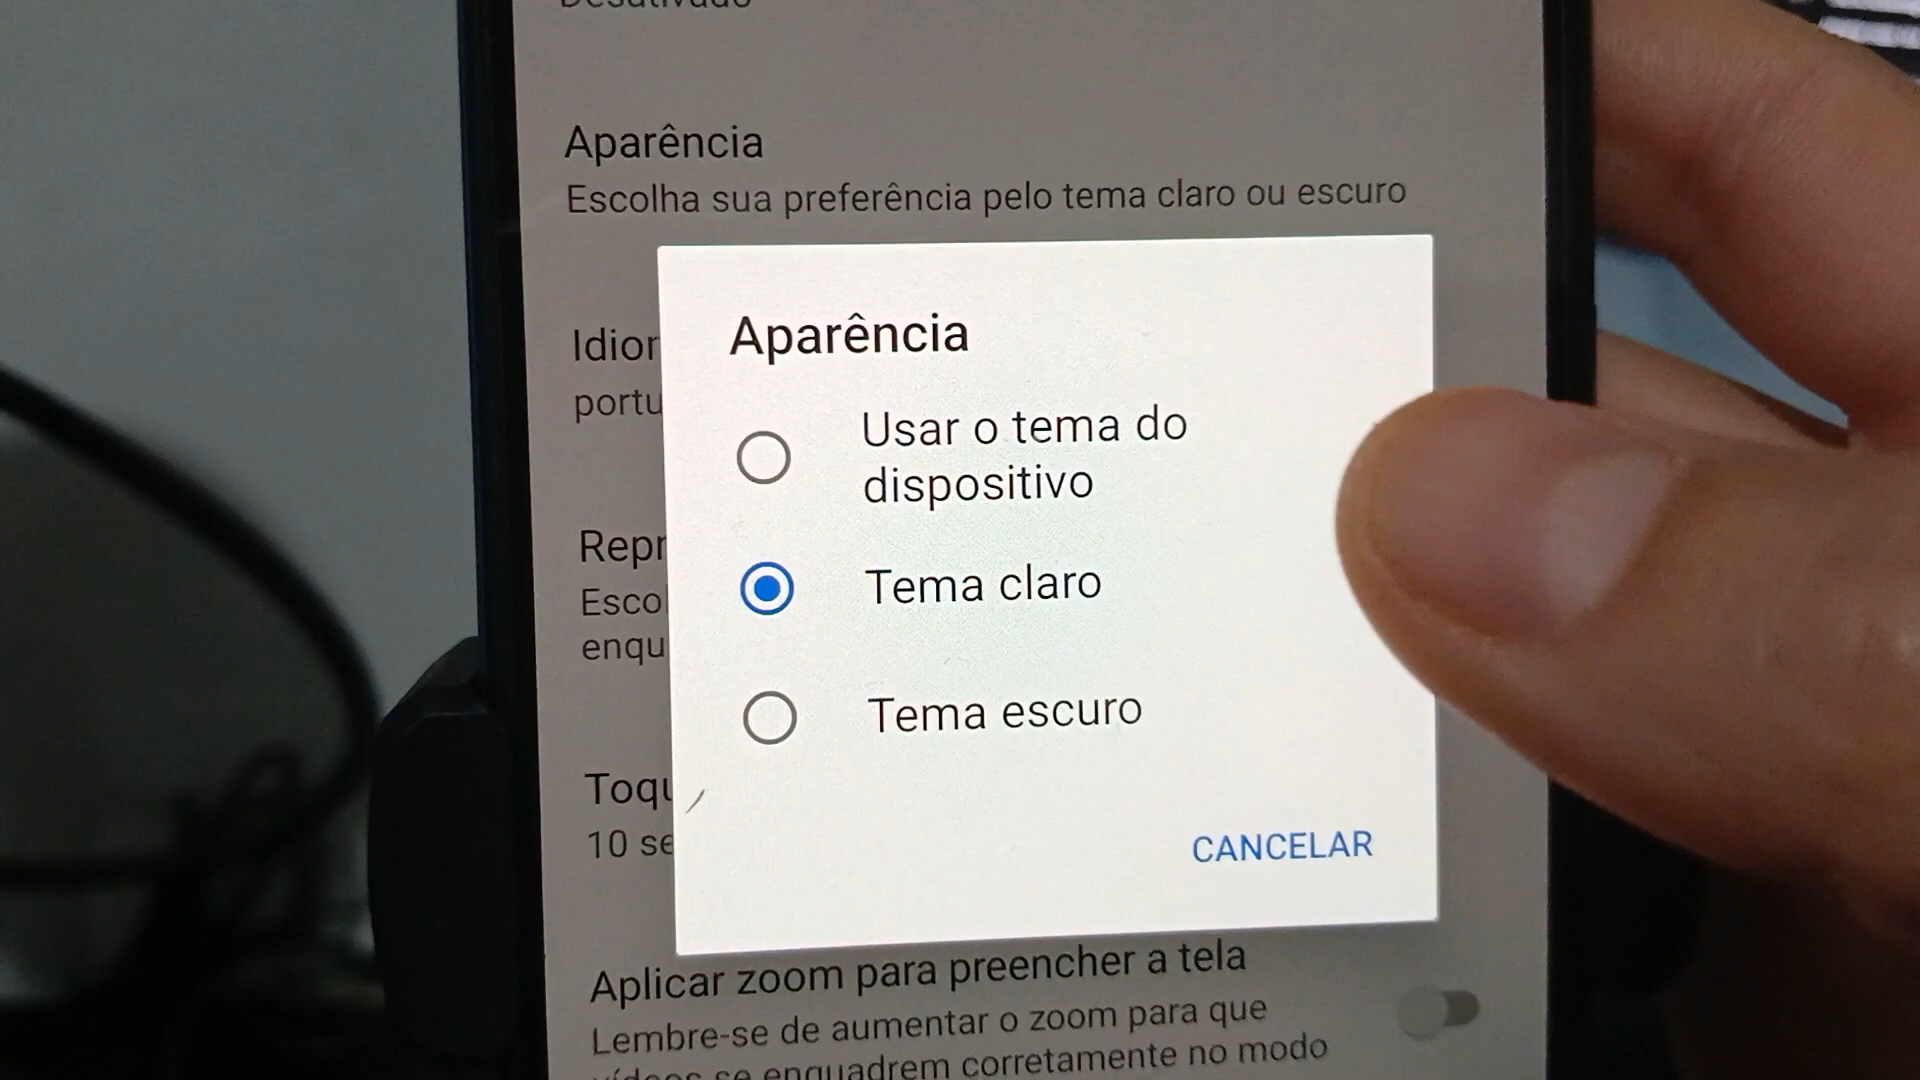 Desativado
Aparência
Escolha sua preferência pelo tema claro ou escuro
Aparência
Idior
portu
Usar o tema do
dispositivo
Repr
Esco
enqu
Tema claro
Tema escuro
Toqu
10 se
CANCELAR
Aplicar zoom para preencher a tela
Lembre-se de aumentar o zoom para que
vídeos se enquadrem corretamente no modo